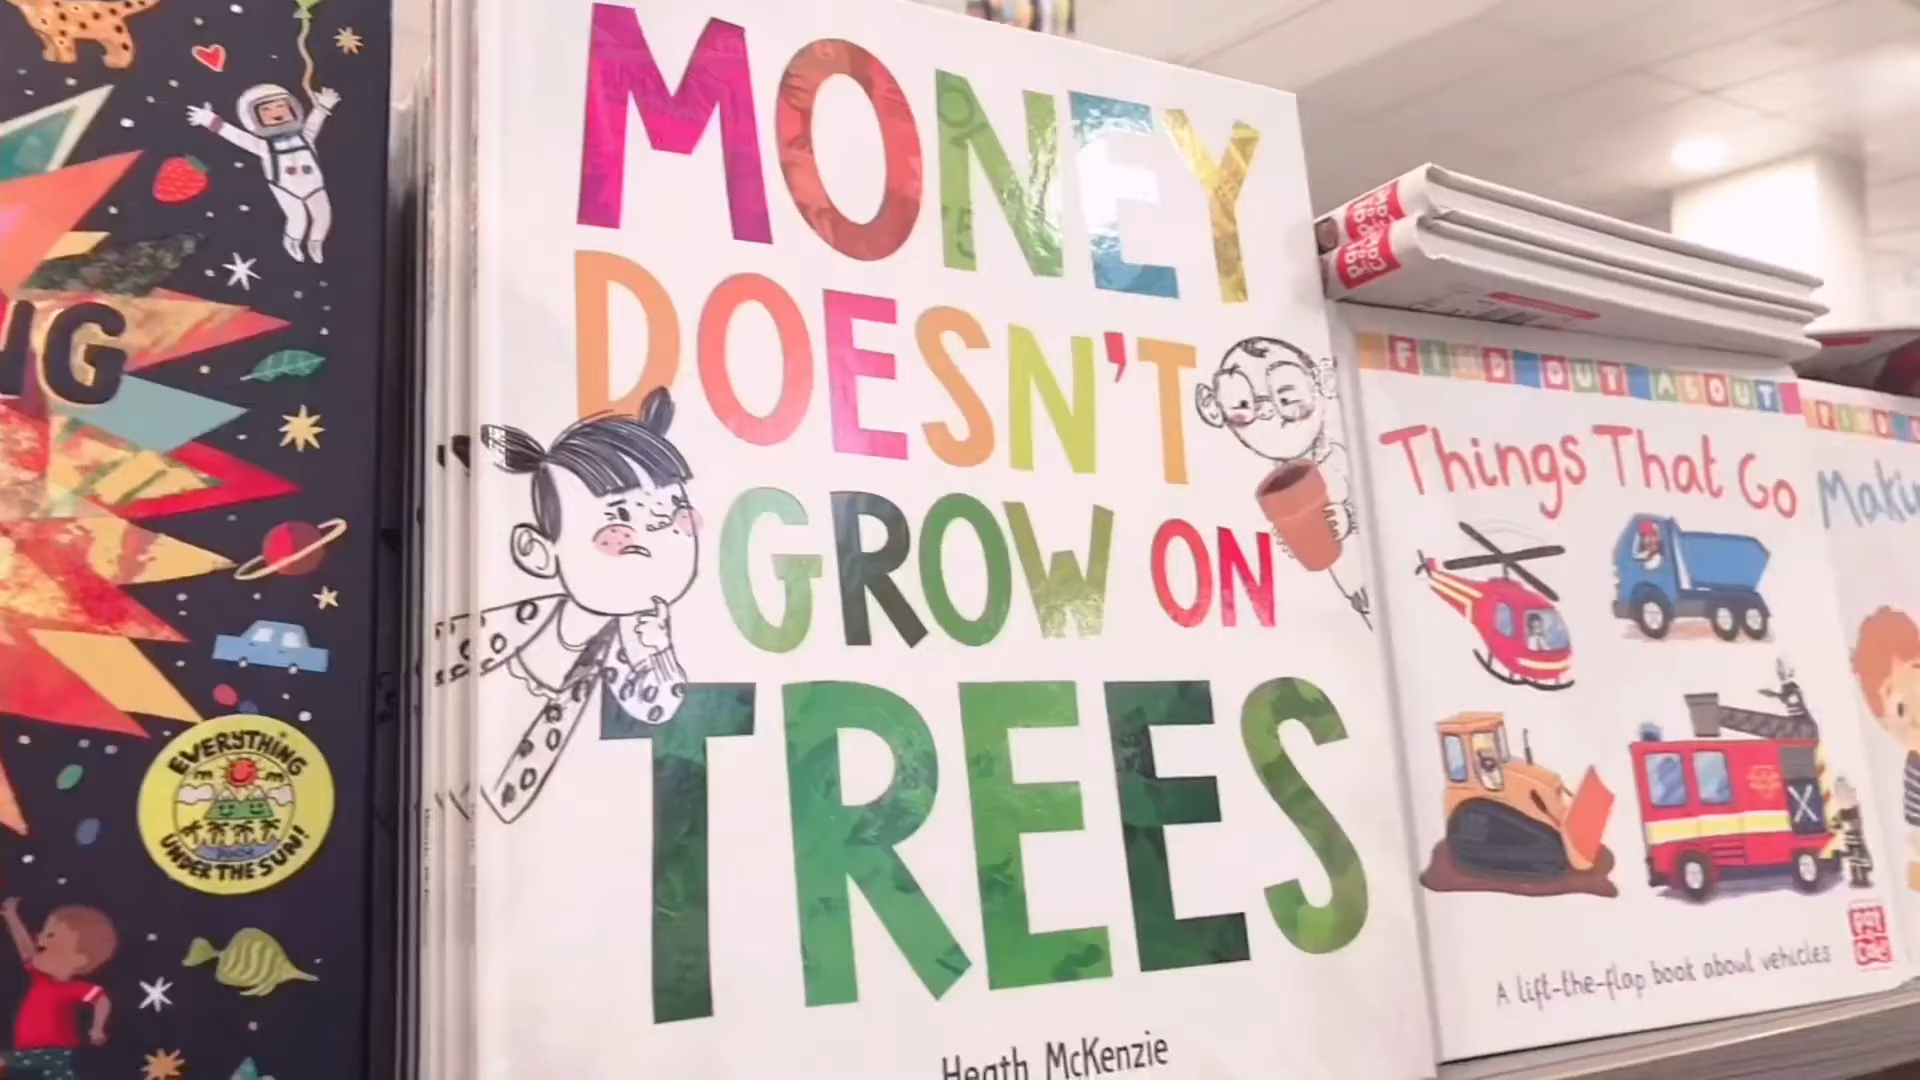 MONEY
DOESN'T
GROW ON
TREES
Heath McKenzie
EVERYTHING
UNDER THE SUN!
FIND OUT ABOUT
Things That Go
A lift-the-flap book about vehicles